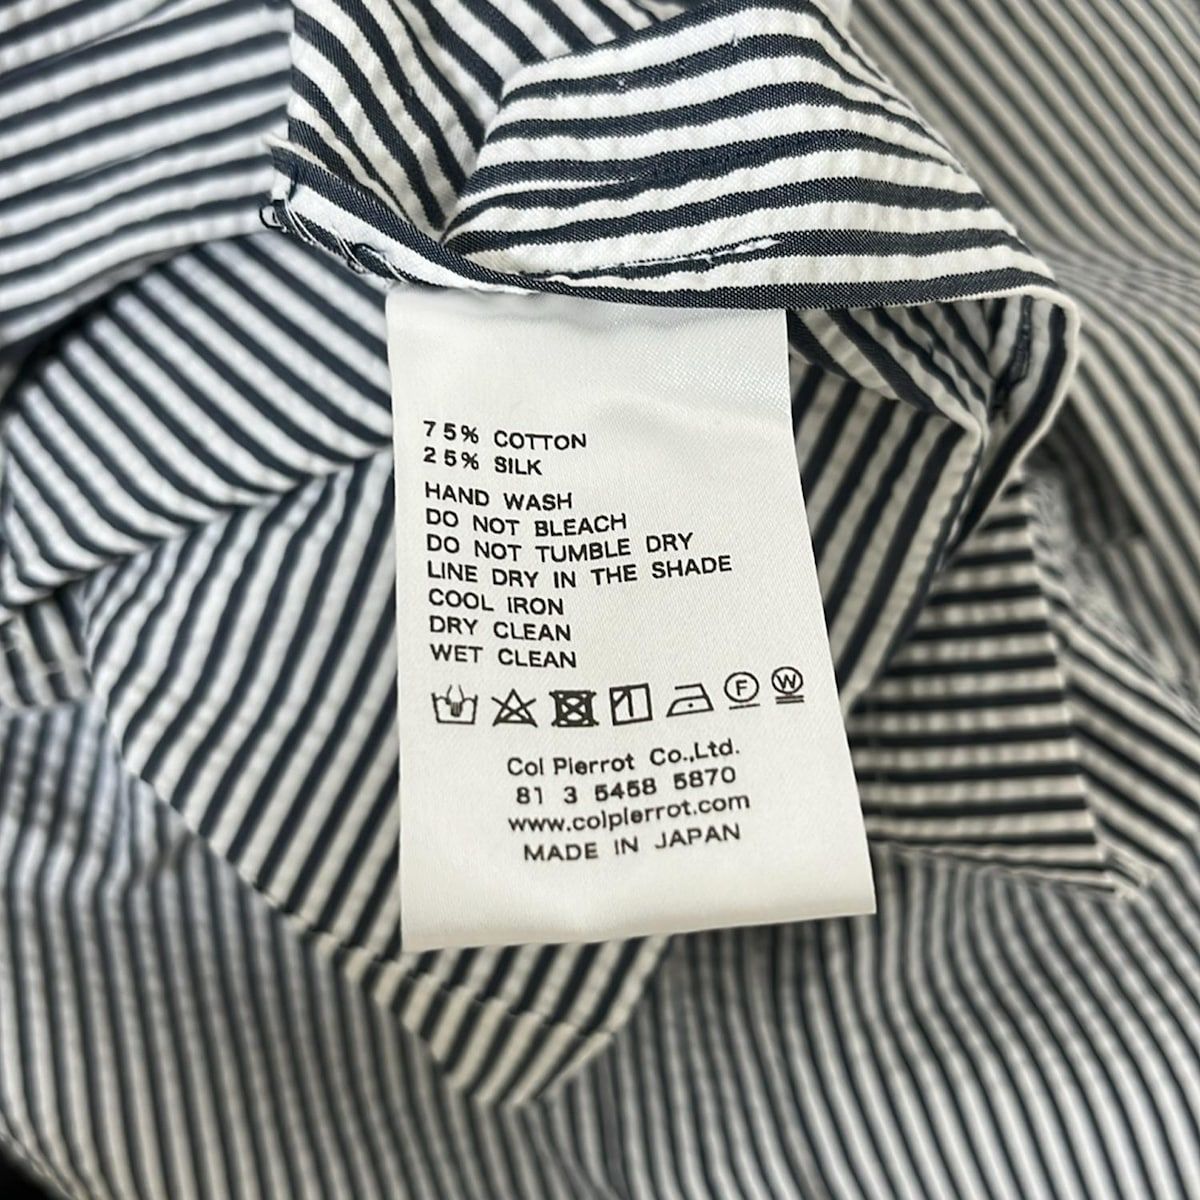 75% COTTON
25% SILK
HAND WASH
DO NOT BLEACH
DO NOT TUMBLE DRY
LINE DRY IN THE SHADE
COOL IRON
DRY CLEAN
WET CLEAN
F W
Col Pierrot Co.,Ltd.
81 3 5458 5870
www.colpierrot.com
MADE IN JAPAN